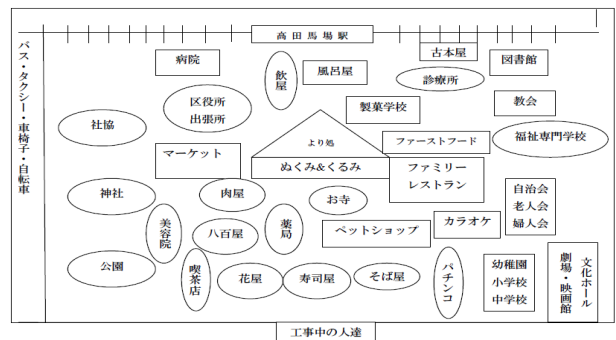 高田馬場駅
バス・タクシー・車椅子・自転車
病院
飲屋
風呂屋
古本屋
図書館
診療所
区役所
出張所
製菓学校
教会
社協
より処
ファーストフード
福祉専門学校
マーケット
ぬくみ&くるみ
ファミリー
レストラン
神社
肉屋
お寺
自治会
老人会
婦人会
美容院
八百屋
薬局
ペットショップ
カラオケ
公園
喫茶店
花屋
寿司屋
そば屋
パチンコ
幼稚園
小学校
中学校
文化ホール
劇場・映画館
工事中の人達